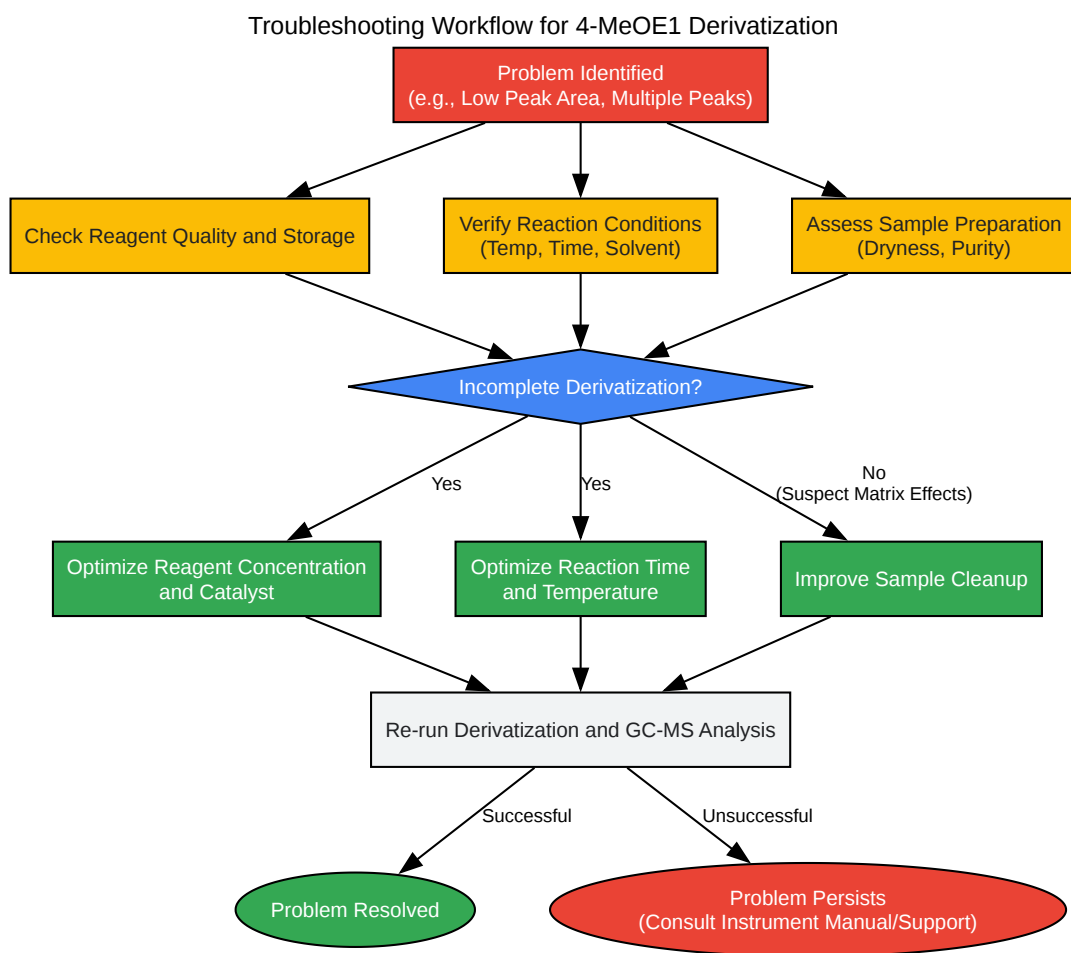 Troubleshooting Workflow for 4-MeOE1 Derivatization
Problem Identified
(e.g., Low Peak Area, Multiple Peaks)
Check Reagent Quality and Storage
Verify Reaction Conditions
(Temp, Time, Solvent)
Assess Sample Preparation
(Dryness, Purity)
Incomplete Derivatization?
Yes
Yes
No
(Suspect Matrix Effects)
Optimize Reagent Concentration
and Catalyst
Optimize Reaction Time
and Temperature
Improve Sample Cleanup
Re-run Derivatization and GC-MS Analysis
Successful
Unsuccessful
Problem Resolved
Problem Persists
(Consult Instrument Manual/Support)